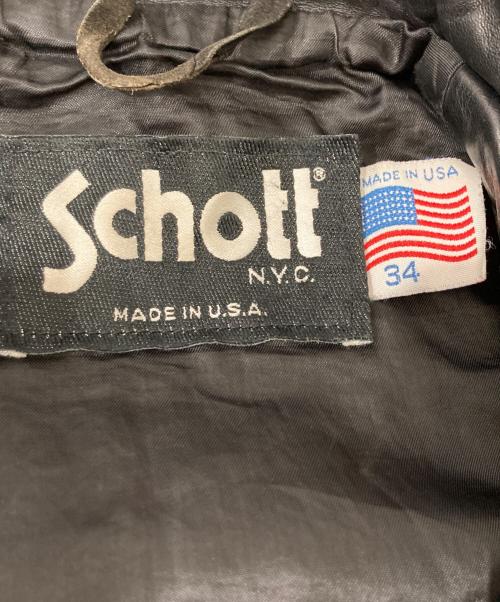 Schott®
N.Y.C.
MADE IN U.S.A.
MADE IN USA
34